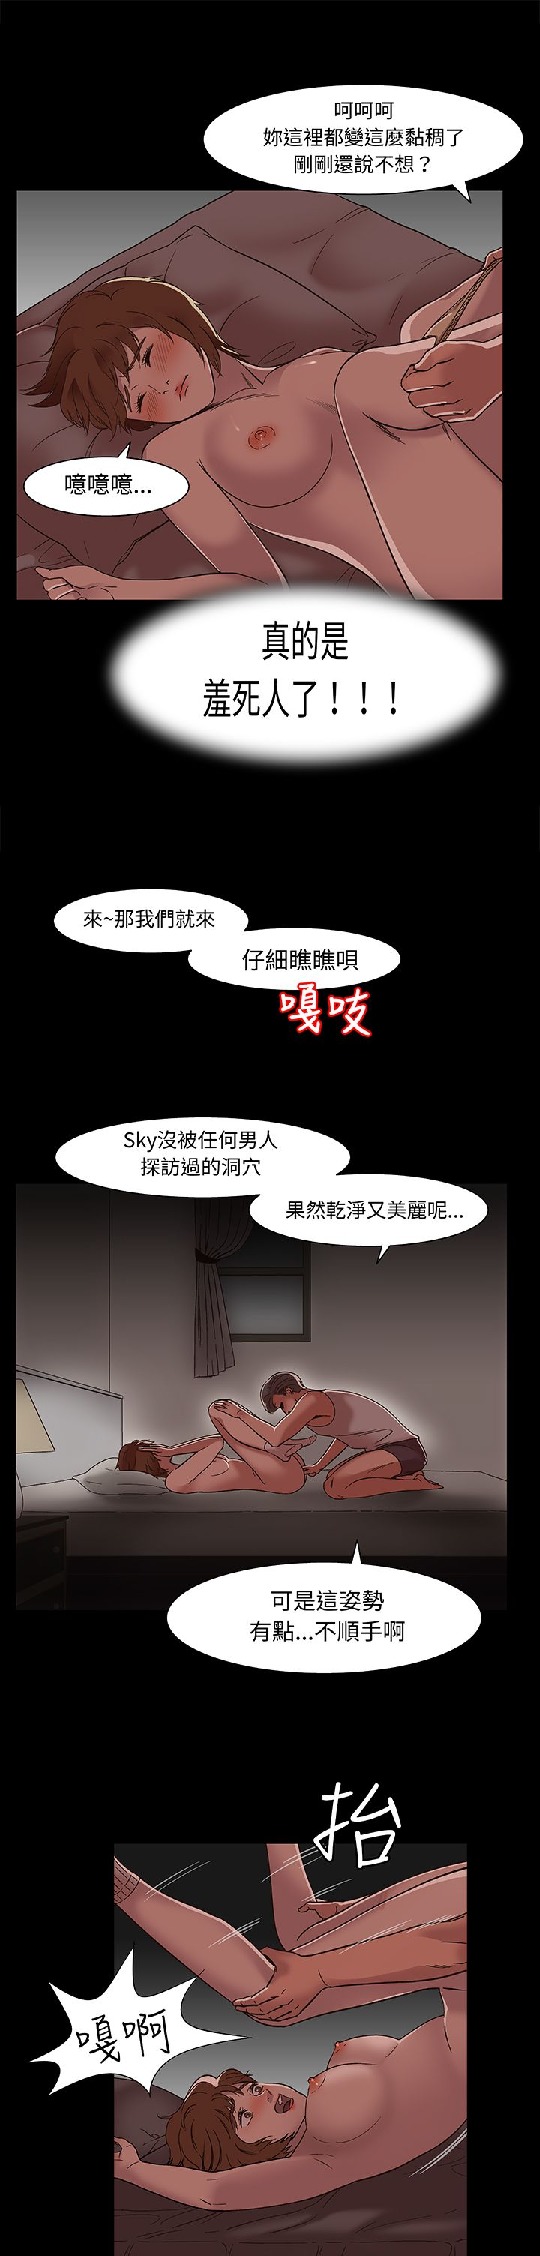 呵呵呵
妳這裡都變這麼黏稠了
剛剛還說不想？
噫噫噫...
真的是
羞死人了！！！
來~那我們就來
仔細瞧瞧唄
嘎吱
Sky沒被任何男人
探訪過的洞穴
果然乾淨又美麗呢...
可是這姿勢
有點...不順手啊
抬
嘎啊